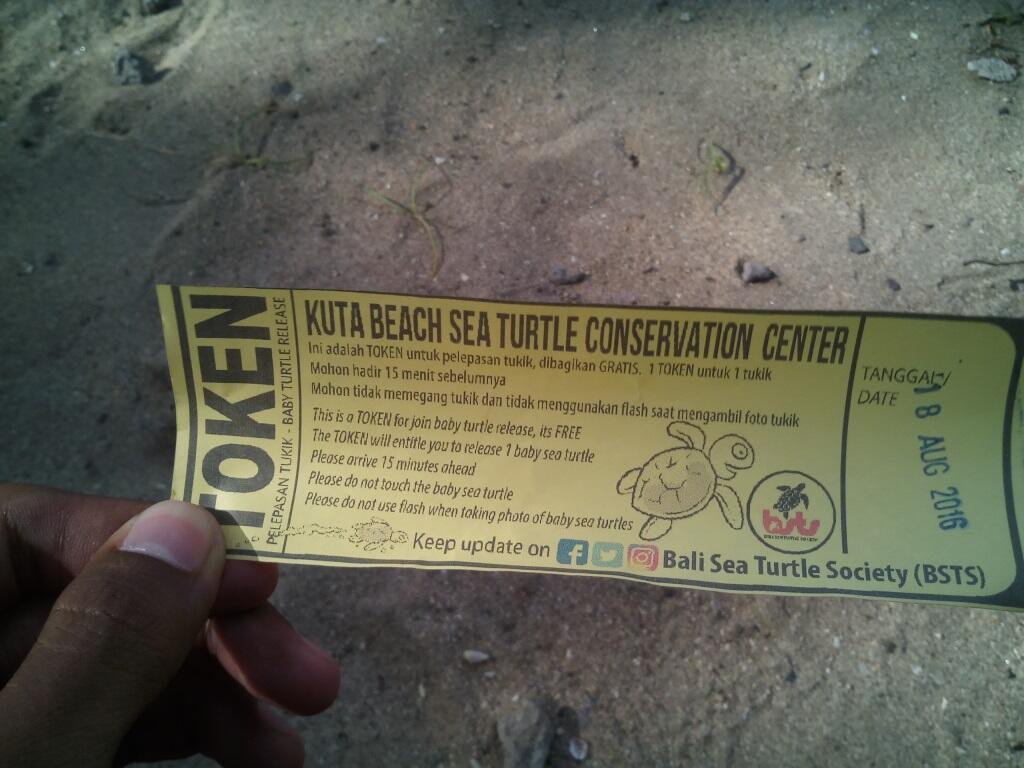 TOKEN
PELEPASAN TUKIK - BABY TURTLE RELEASE
KUTA BEACH SEA TURTLE CONSERVATION CENTER
Ini adalah TOKEN untuk pelepasan tukik, dibagikan GRATIS. 1 TOKEN untuk 1 tukik
Mohon hadir 15 menit sebelumnya
Mohon tidak memegang tukik dan tidak menggunakan flash saat mengambil foto tukik
This is a TOKEN for join baby turtle release, its FREE
The TOKEN will entitle you to release 1 baby sea turtle
Please arrive 15 minutes ahead
Please do not touch the baby sea turtle
Please do not use flash when taking photo of baby sea turtles
Keep update on
Bali Sea Turtle Society (BSTS)
bsts
BALI SEA TURTLE SOCIETY
TANGGAL/
DATE
18 AUG 2016